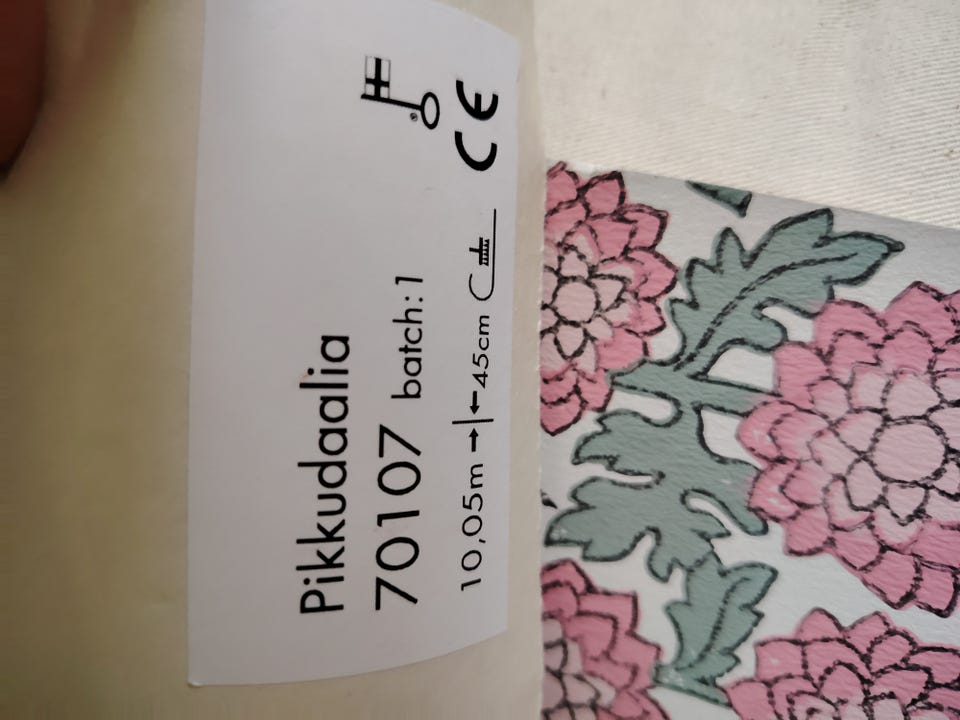 Pikkudaalia
70107 batch: 1
10,05m →|← 45cm
® CE